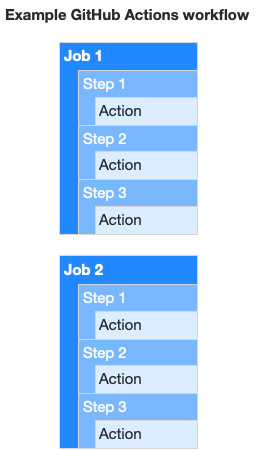 Example GitHub Actions workflow
Job 1
Step 1
Action
Step 2
Action
Step 3
Action
Job 2
Step 1
Action
Step 2
Action
Step 3
Action